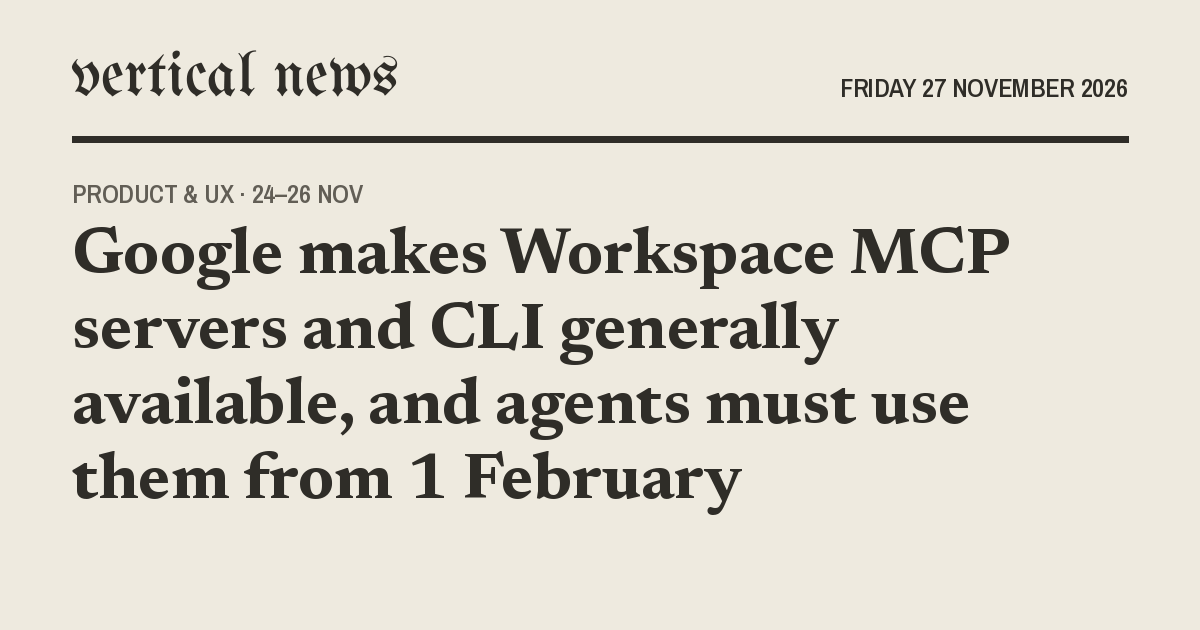 vertical news
FRIDAY 27 NOVEMBER 2026
PRODUCT & UX · 24–26 NOV
Google makes Workspace MCP
servers and CLI generally
available, and agents must use
them from 1 February